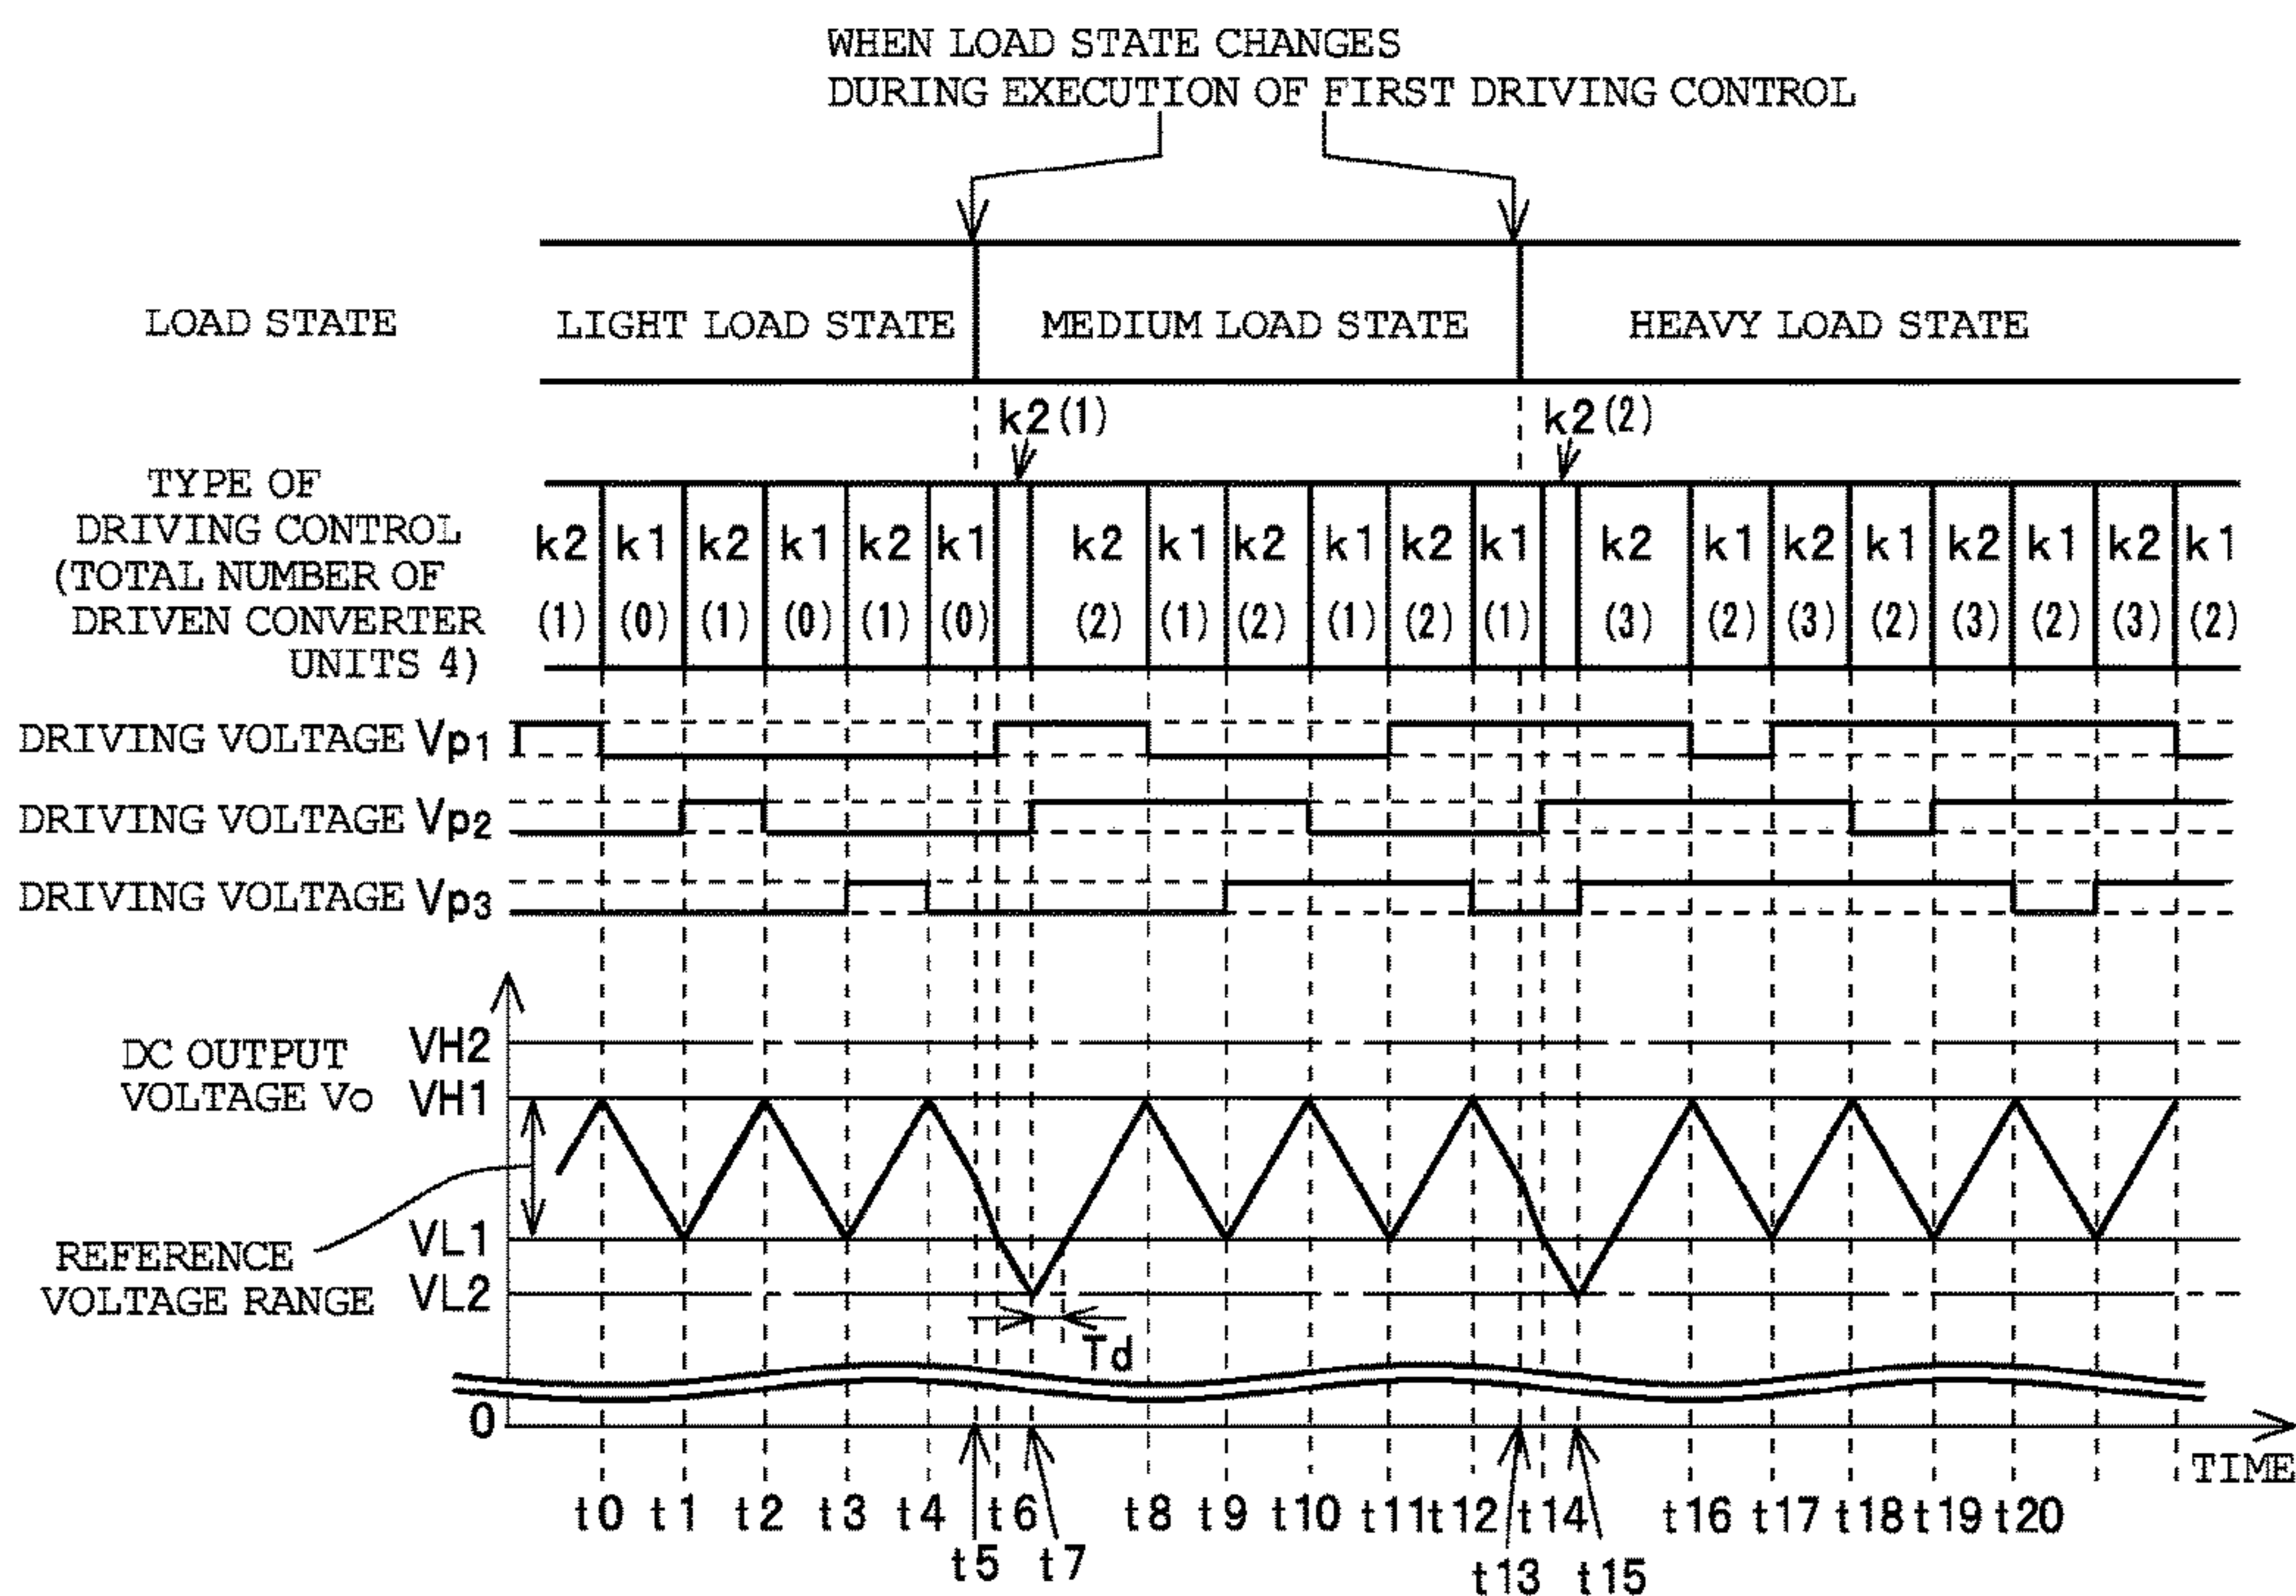 WHEN LOAD STATE CHANGES
DURING EXECUTION OF FIRST DRIVING CONTROL
LOAD STATE
LIGHT LOAD STATE
MEDIUM LOAD STATE
HEAVY LOAD STATE
k2(1)
k2(2)
TYPE OF
DRIVING CONTROL
(TOTAL NUMBER OF
DRIVEN CONVERTER
UNITS 4)
k2 k1 k2 k1 k2 k1 k2 k1 k2 k1 k2 k1 k2 k1 k2 k1 k2 k1 k2 k1
(1) (0) (1) (0) (1) (0) (2) (1) (2) (1) (2) (1) (3) (2) (3) (2) (3) (2) (3) (2)
DRIVING VOLTAGE Vp1
DRIVING VOLTAGE Vp2
DRIVING VOLTAGE Vp3
DC OUTPUT
VOLTAGE Vo
VH2
VH1
VL1
VL2
REFERENCE
VOLTAGE RANGE
Td
0
TIME
t0 t1 t2 t3 t4 t6 t8 t9 t10 t11 t12 t14 t16 t17 t18 t19 t20
t5 t7 t13 t15